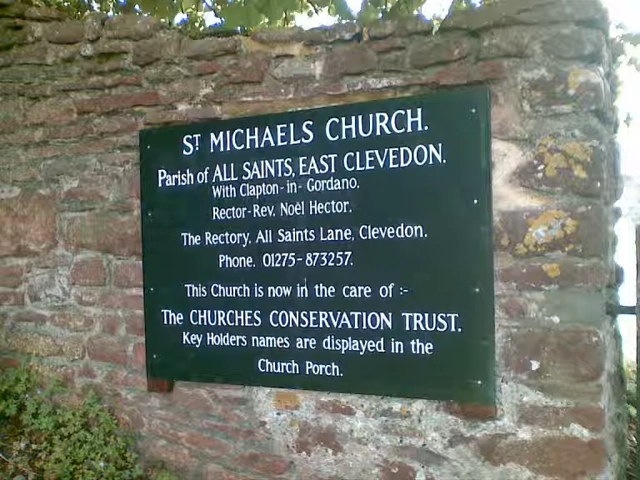 ST MICHAELS CHURCH.
Parish of ALL SAINTS, EAST CLEVEDON.
With Clapton-in-Gordano.
Rector-Rev. Noël Hector.
The Rectory, All Saints Lane, Clevedon.
Phone. 01275-873257.
This Church is now in the care of :-
The CHURCHES CONSERVATION TRUST.
Key Holders names are displayed in the
Church Porch.